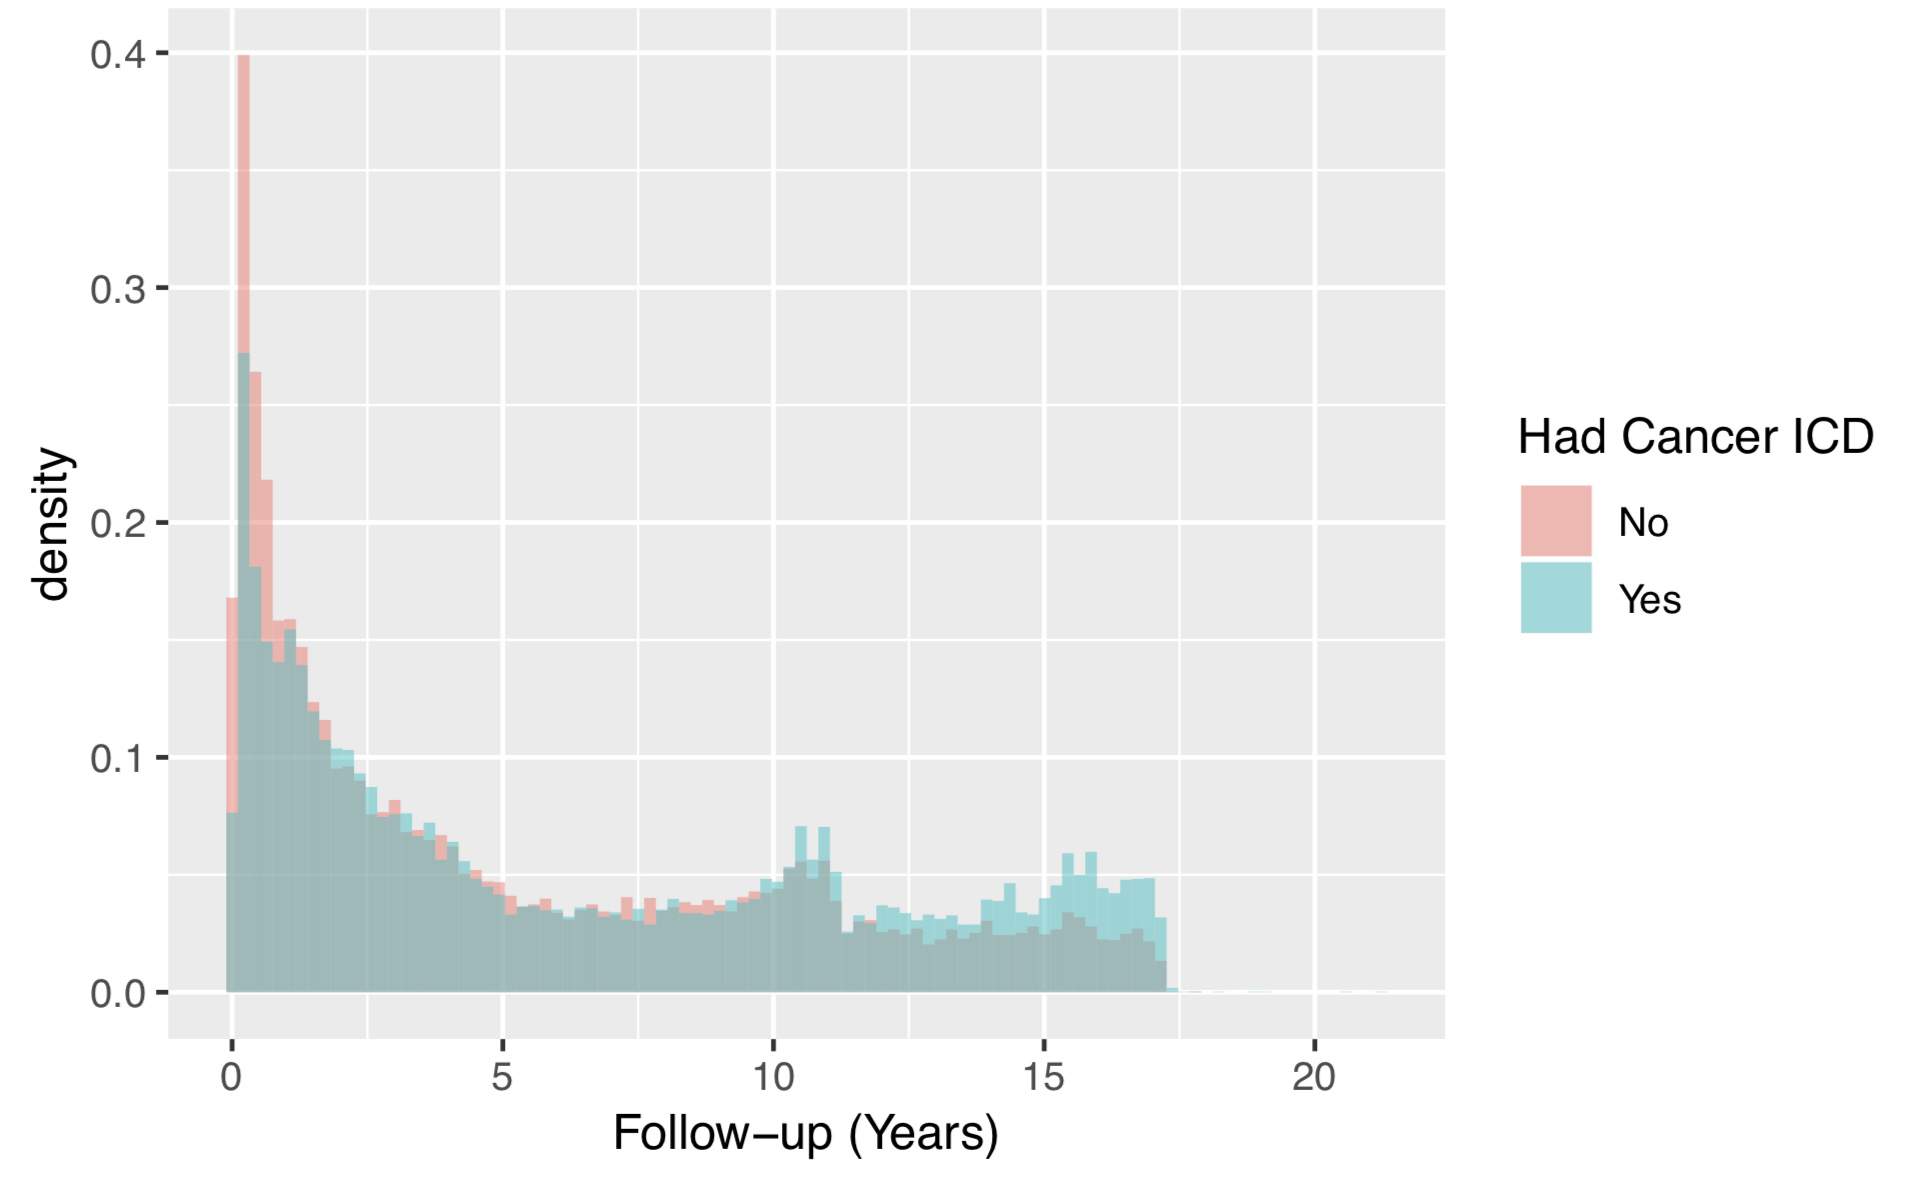 density
0.4
0.3
0.2
0.1
0.0
0 5 10 15 20
Follow−up (Years)
Had Cancer ICD
No
Yes